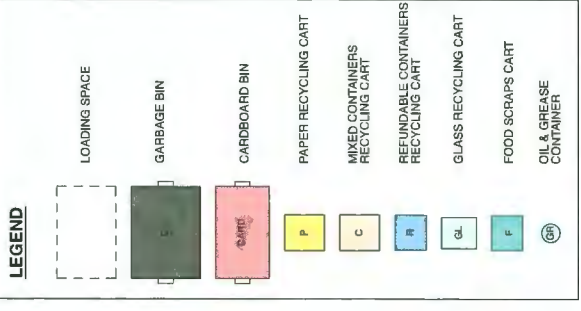 LEGEND
LOADING SPACE
GARBAGE BIN
CARD
CARDBOARD BIN
P
PAPER RECYCLING CART
C
MIXED CONTAINERS
RECYCLING CART
R
REFUNDABLE CONTAINERS
RECYCLING CART
GL
GLASS RECYCLING CART
F
FOOD SCRAPS CART
GR
OIL & GREASE
CONTAINER